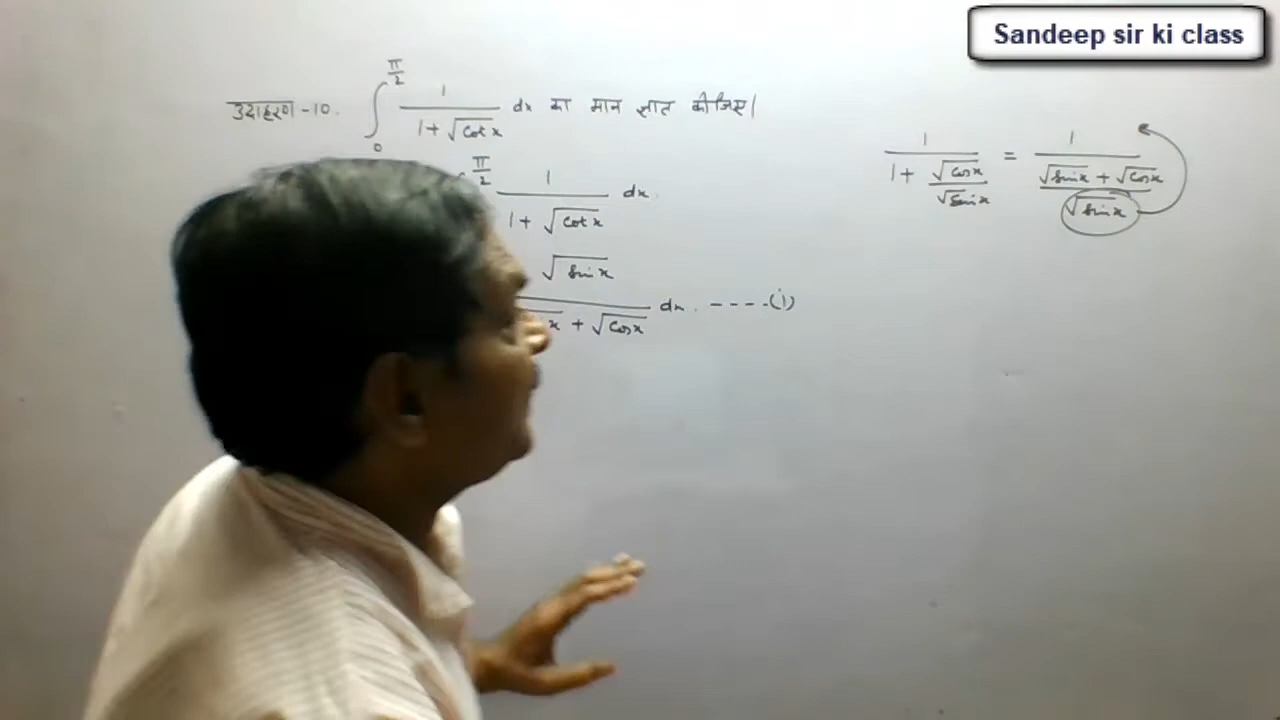 Sandeep sir ki class
उदाहरण-10. ∫₀^(π/2) 1/(1+√cot x) dx का मान ज्ञात कीजिए।
π/2 1/(1+√cot x) dx.
√sin x / x + √cos x dx. ----(i)
1/(1+√cos x/√sin x) = 1/((√sin x+√cos x)/√sin x)